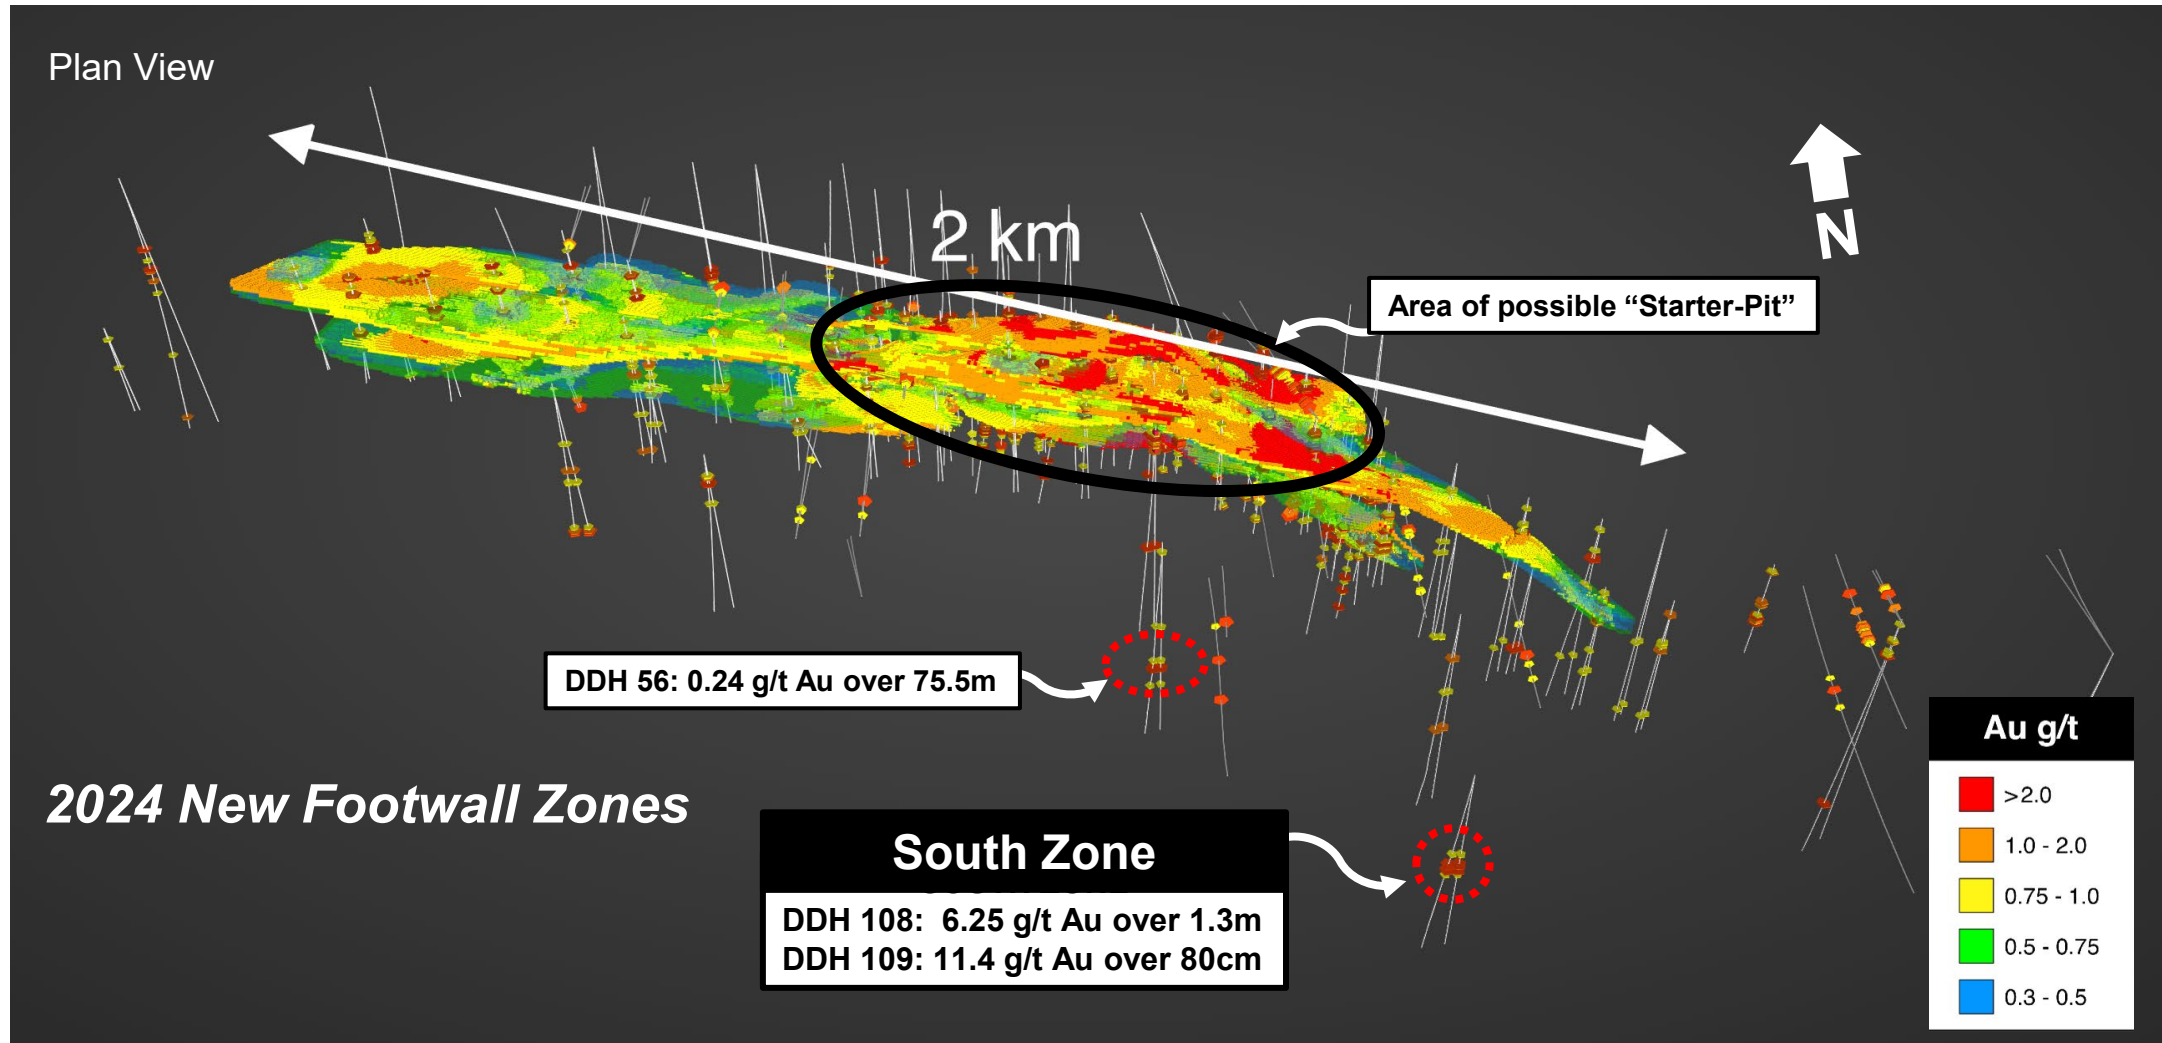 Plan View
2 km
N
Area of possible “Starter-Pit”
DDH 56: 0.24 g/t Au over 75.5m
2024 New Footwall Zones
South Zone
DDH 108:  6.25 g/t Au over 1.3m
DDH 109: 11.4 g/t Au over 80cm
Au g/t
>2.0
1.0 - 2.0
0.75 - 1.0
0.5 - 0.75
0.3 - 0.5